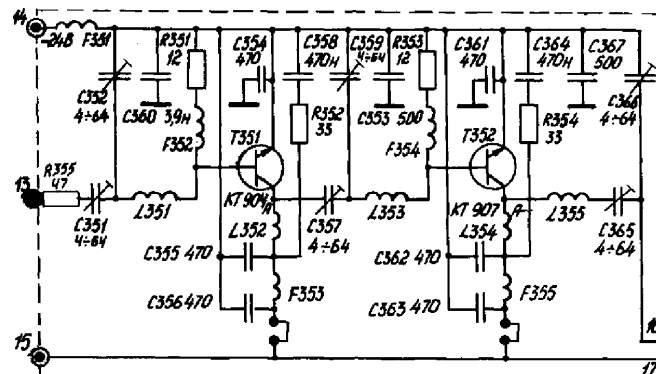 14
-24В F351
R351
12
C354
470
C358
470н
C359
4÷64
R353
12
C361
470
C364
470н
C367
500
C352
4÷64
C360 3,9н
F352
T351
R352
33
C353 500
F354
T352
R354
33
4÷64
13
R355
47
C351
4÷64
L351
КТ904А
L352
C357
4÷64
L353
КТ 907 А
L354
L355
C365
4÷64
C355 470
C362 470
C356 470
F353
C363 470
F355
15
17